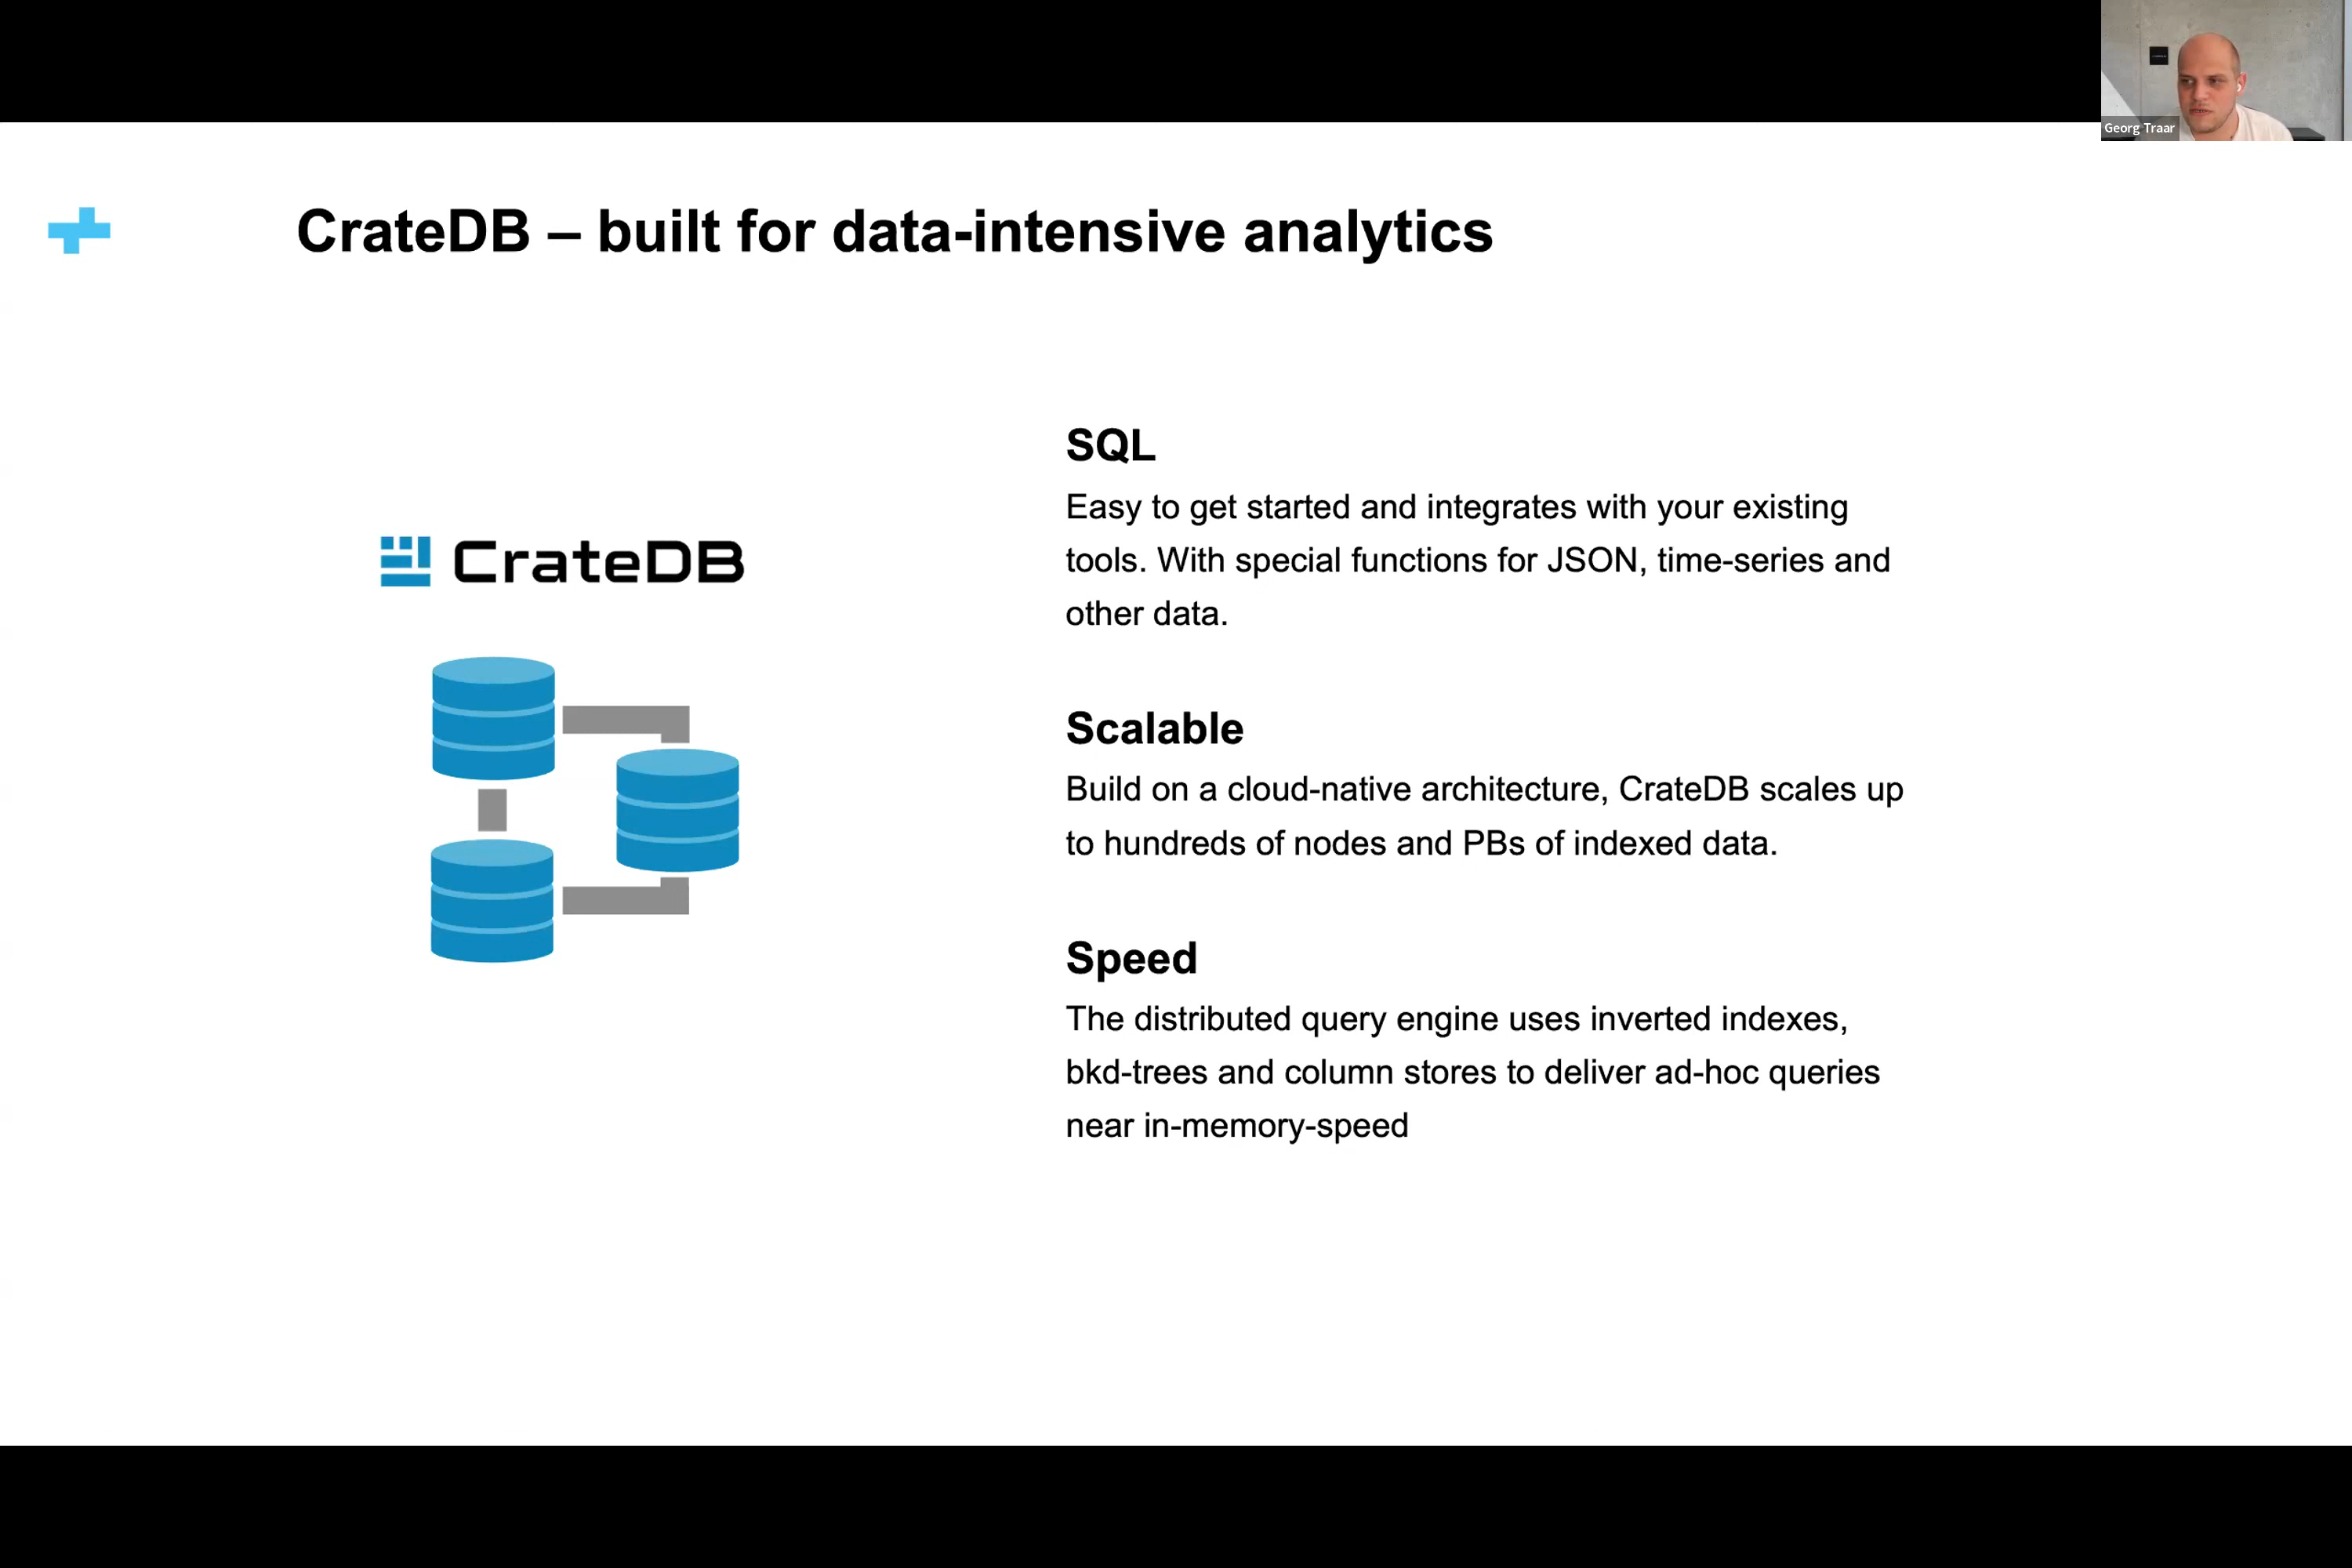 Georg Traar
CrateDB – built for data-intensive analytics
CrateDB
SQL
Easy to get started and integrates with your existing
tools. With special functions for JSON, time-series and
other data.
Scalable
Build on a cloud-native architecture, CrateDB scales up
to hundreds of nodes and PBs of indexed data.
Speed
The distributed query engine uses inverted indexes,
bkd-trees and column stores to deliver ad-hoc queries
near in-memory-speed